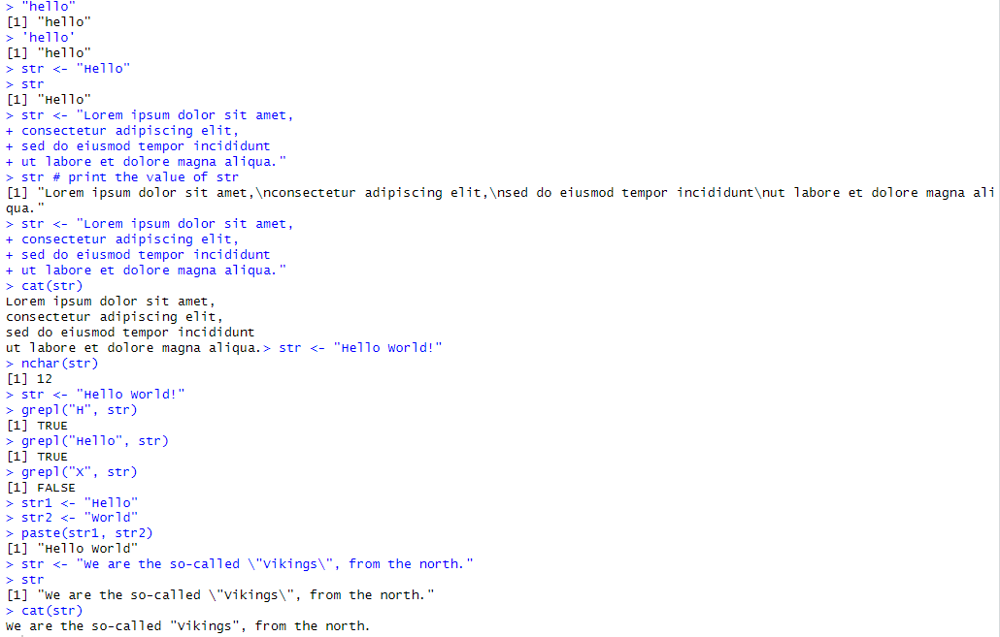 > "hello"
[1] "hello"
> 'hello'
[1] "hello"
> str <- "Hello"
> str
[1] "Hello"
> str <- "Lorem ipsum dolor sit amet,
+ consectetur adipiscing elit,
+ sed do eiusmod tempor incididunt
+ ut labore et dolore magna aliqua."
> str # print the value of str
[1] "Lorem ipsum dolor sit amet,\nconsectetur adipiscing elit,\nsed do eiusmod tempor incididunt\nut labore et dolore magna ali
qua."
> str <- "Lorem ipsum dolor sit amet,
+ consectetur adipiscing elit,
+ sed do eiusmod tempor incididunt
+ ut labore et dolore magna aliqua."
> cat(str)
Lorem ipsum dolor sit amet,
consectetur adipiscing elit,
sed do eiusmod tempor incididunt
ut labore et dolore magna aliqua.> str <- "Hello World!"
> nchar(str)
[1] 12
> str <- "Hello World!"
> grepl("H", str)
[1] TRUE
> grepl("Hello", str)
[1] TRUE
> grepl("X", str)
[1] FALSE
> str1 <- "Hello"
> str2 <- "World"
> paste(str1, str2)
[1] "Hello World"
> str <- "We are the so-called \"Vikings\", from the north."
> str
[1] "We are the so-called \"Vikings\", from the north."
> cat(str)
We are the so-called "Vikings", from the north.